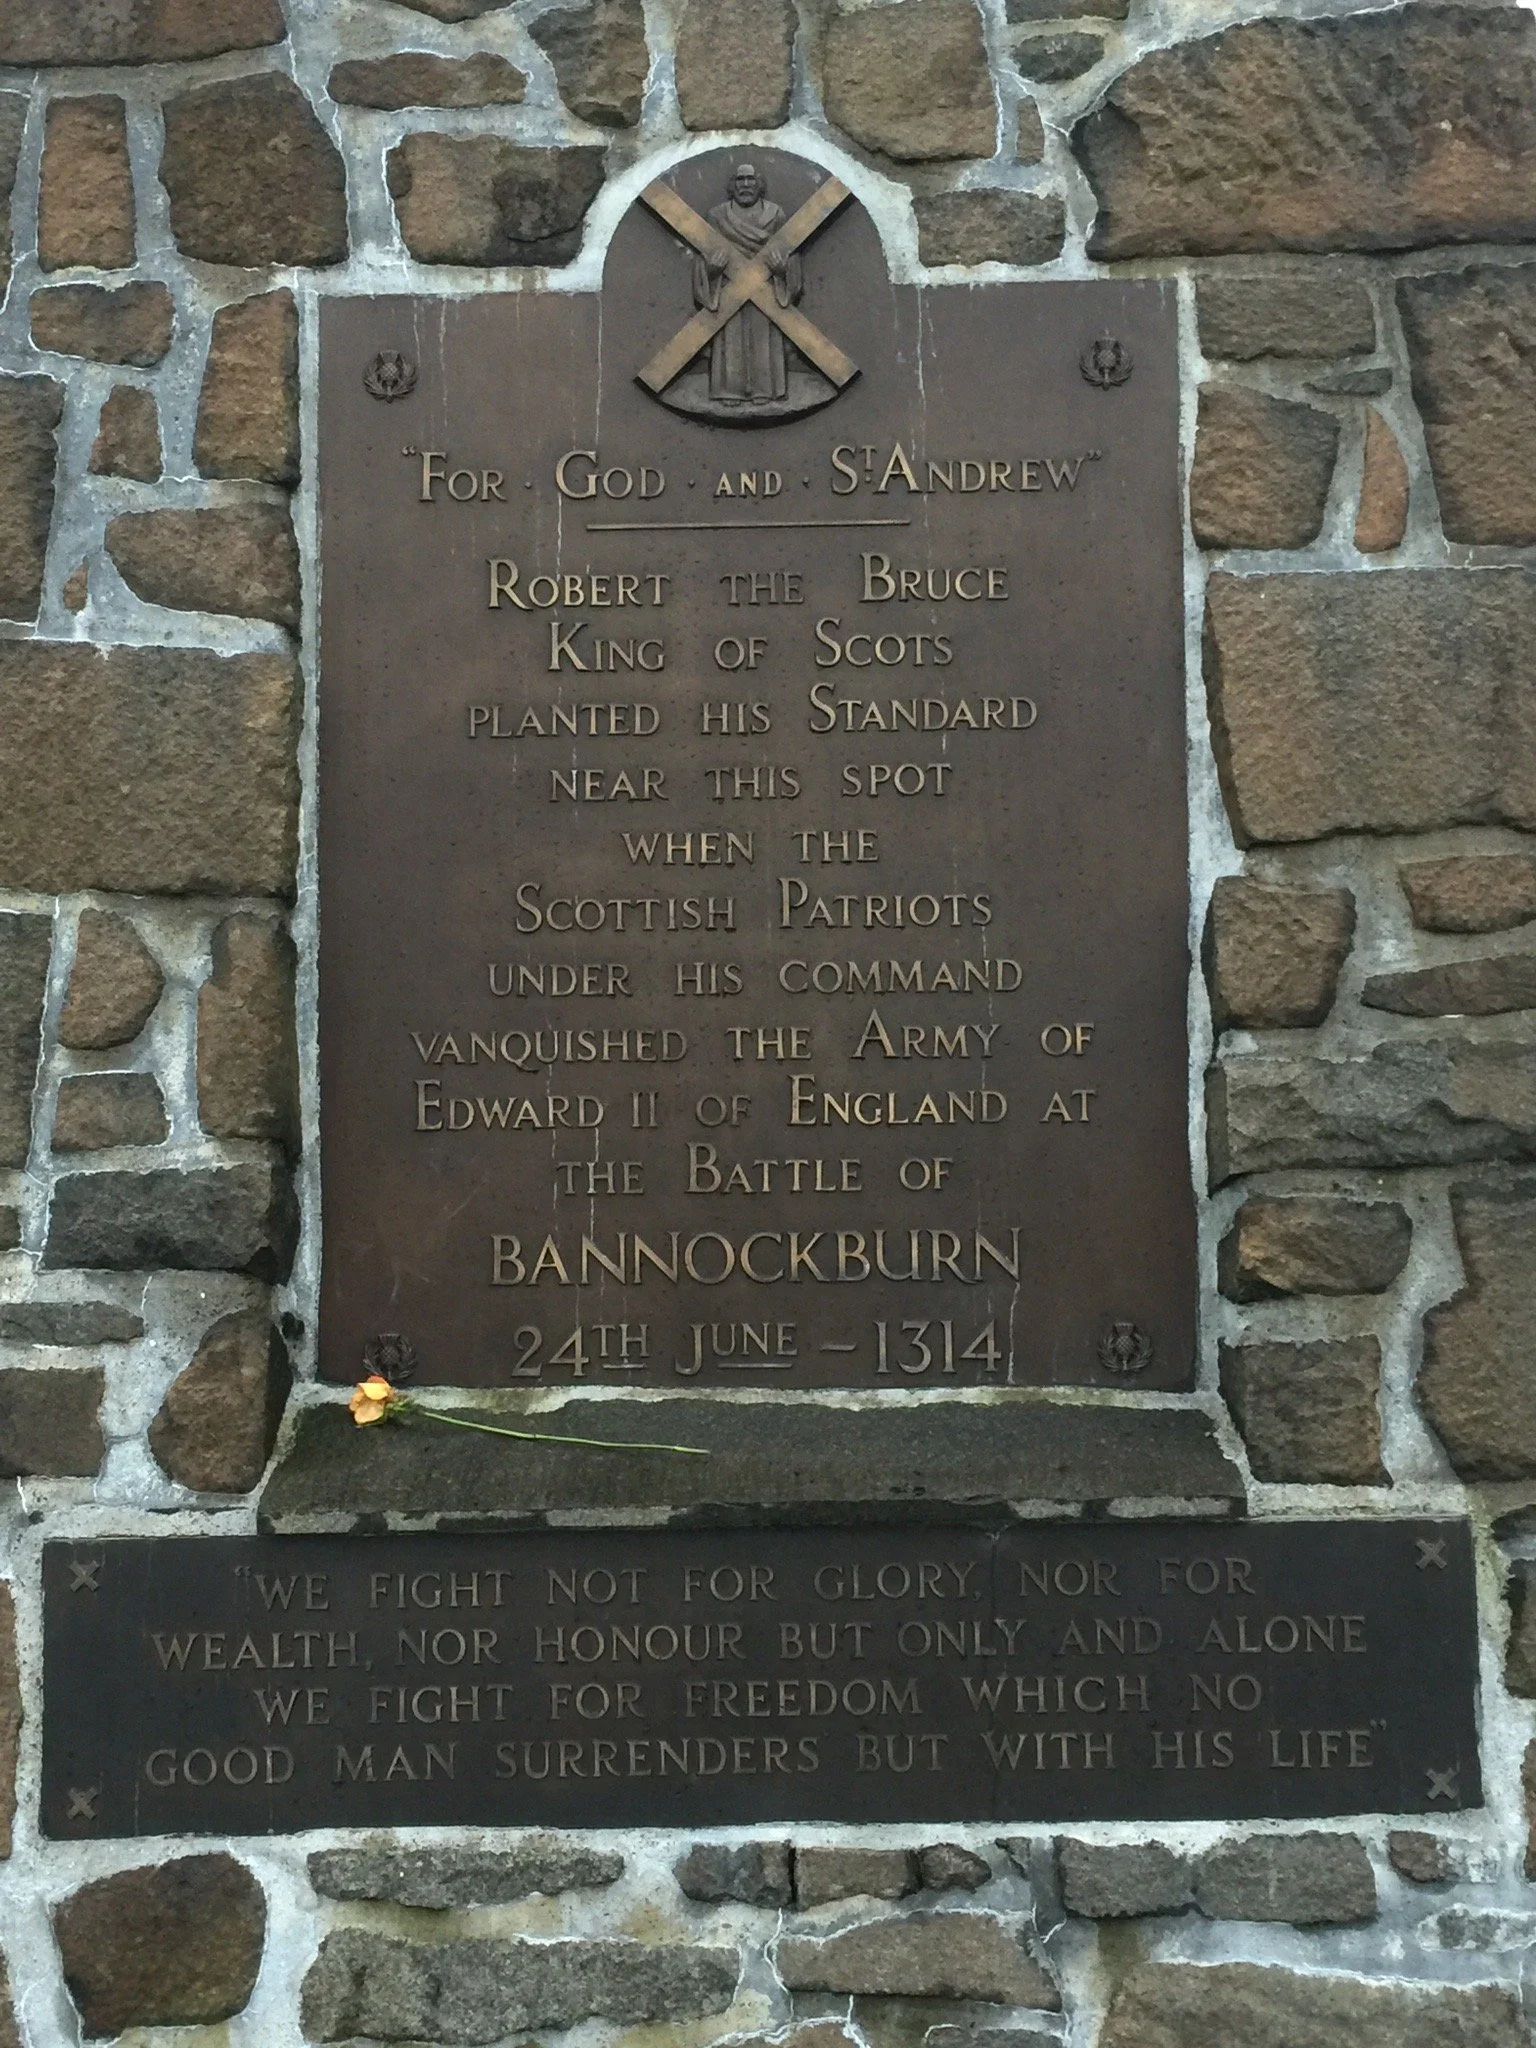 "FOR · GOD · AND · ST. ANDREW"
ROBERT THE BRUCE
KING OF SCOTS
PLANTED HIS STANDARD
NEAR THIS SPOT
WHEN THE
SCOTTISH PATRIOTS
UNDER HIS COMMAND
VANQUISHED THE ARMY OF
EDWARD II OF ENGLAND AT
THE BATTLE OF
BANNOCKBURN
24TH JUNE – 1314
"WE FIGHT NOT FOR GLORY, NOR FOR
WEALTH, NOR HONOUR BUT ONLY AND ALONE
WE FIGHT FOR FREEDOM WHICH NO
GOOD MAN SURRENDERS BUT WITH HIS LIFE"